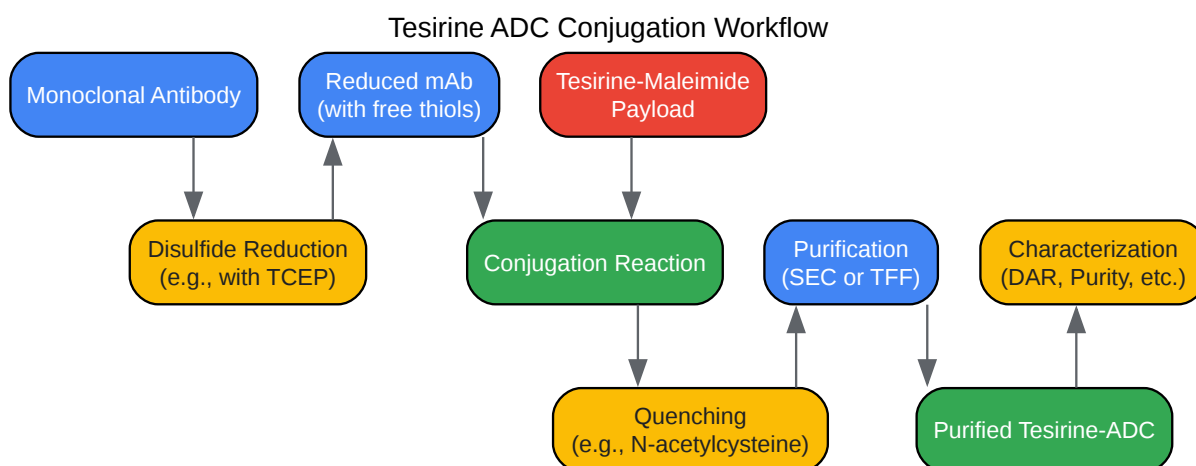 Tesirine ADC Conjugation Workflow
Monoclonal Antibody
Reduced mAb
(with free thiols)
Tesirine-Maleimide
Payload
Disulfide Reduction
(e.g., with TCEP)
Conjugation Reaction
Purification
(SEC or TFF)
Characterization
(DAR, Purity, etc.)
Quenching
(e.g., N-acetylcysteine)
Purified Tesirine-ADC